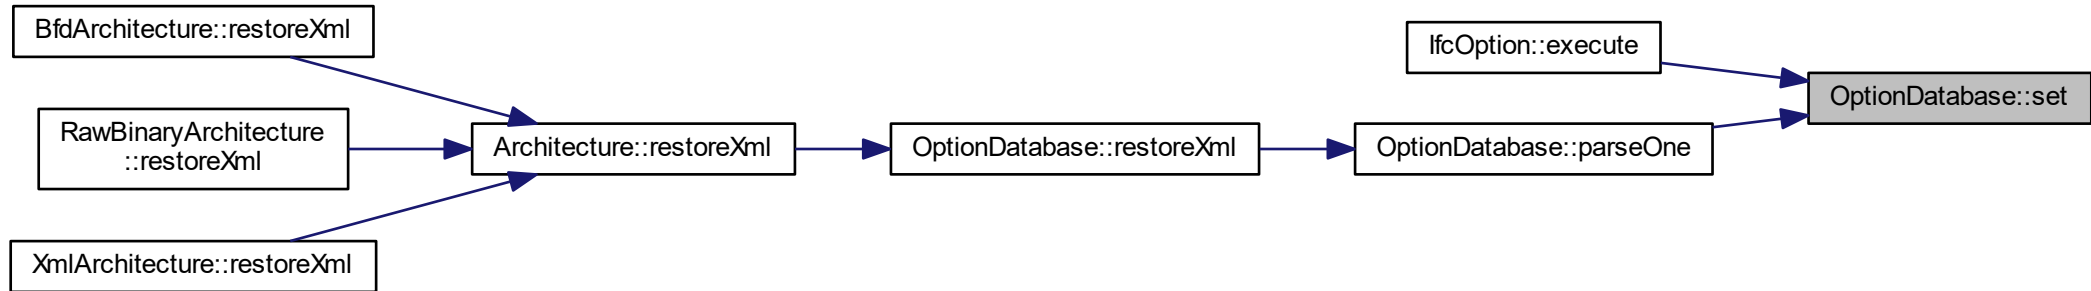 BfdArchitecture::restoreXml
RawBinaryArchitecture
::restoreXml
XmlArchitecture::restoreXml
Architecture::restoreXml
OptionDatabase::restoreXml
IfcOption::execute
OptionDatabase::parseOne
OptionDatabase::set